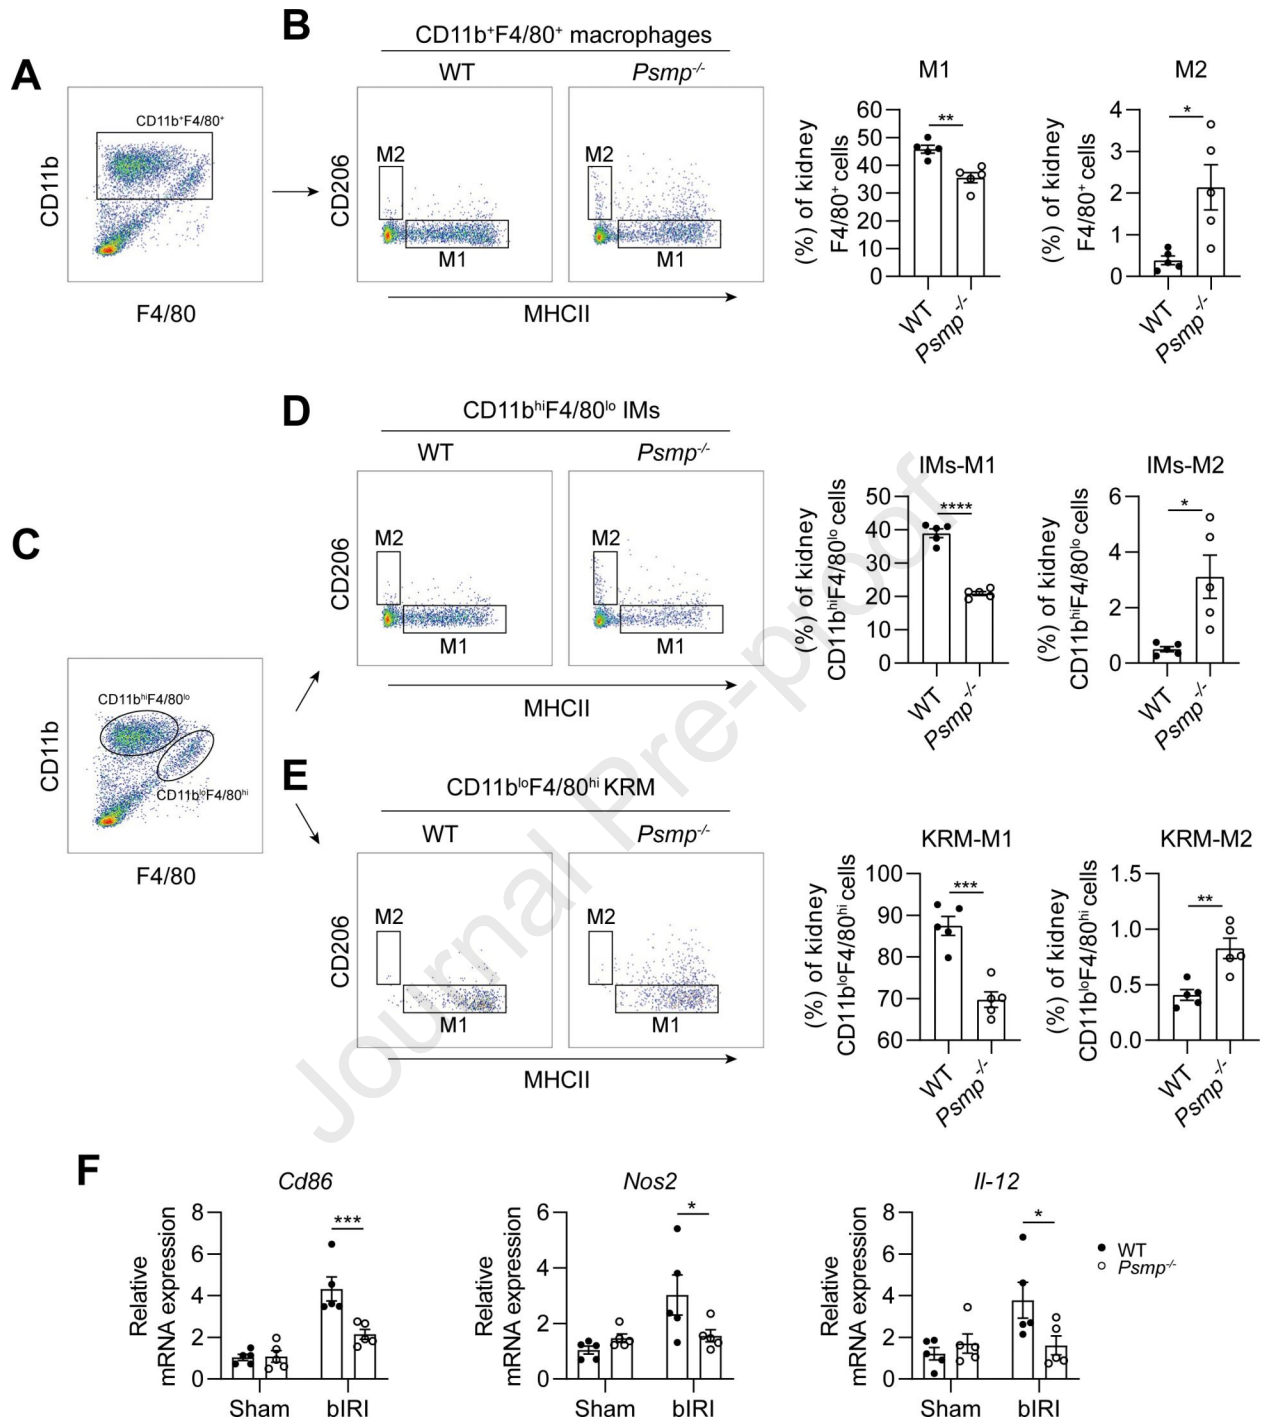 A
CD11b
CD11b⁺F4/80⁺
F4/80
B
CD11b⁺F4/80⁺ macrophages
WT
Psmp⁻/⁻
CD206
M2
M1
M2
M1
MHCII
M1
(%) of kidney
F4/80⁺ cells
60
50
40
30
20
10
0
**
WT
Psmp⁻/⁻
M2
(%) of kidney
F4/80⁺ cells
4
3
2
1
0
*
WT
Psmp⁻/⁻
C
CD11b
CD11bʰⁱF4/80ˡᵒ
CD11bˡᵒF4/80ʰⁱ
F4/80
D
CD11bʰⁱF4/80ˡᵒ IMs
WT
Psmp⁻/⁻
CD206
M2
M1
M2
M1
MHCII
IMs-M1
(%) of kidney
CD11bʰⁱF4/80ˡᵒ cells
50
40
30
20
10
0
****
WT
Psmp⁻/⁻
IMs-M2
(%) of kidney
CD11bʰⁱF4/80ˡᵒ cells
6
4
2
0
*
WT
Psmp⁻/⁻
E
CD11bˡᵒF4/80ʰⁱ KRM
WT
Psmp⁻/⁻
CD206
M2
M1
M2
M1
MHCII
KRM-M1
(%) of kidney
CD11bˡᵒF4/80ʰⁱ cells
100
90
80
70
60
***
WT
Psmp⁻/⁻
KRM-M2
(%) of kidney
CD11bˡᵒF4/80ʰⁱ cells
1.5
1.0
0.5
0.0
**
WT
Psmp⁻/⁻
Journal Pre-proof
F
Cd86
Relative
mRNA expression
8
6
4
2
0
***
Sham
bIRI
Nos2
Relative
mRNA expression
6
4
2
0
*
Sham
bIRI
Il-12
Relative
mRNA expression
8
6
4
2
0
*
Sham
bIRI
WT
Psmp⁻/⁻